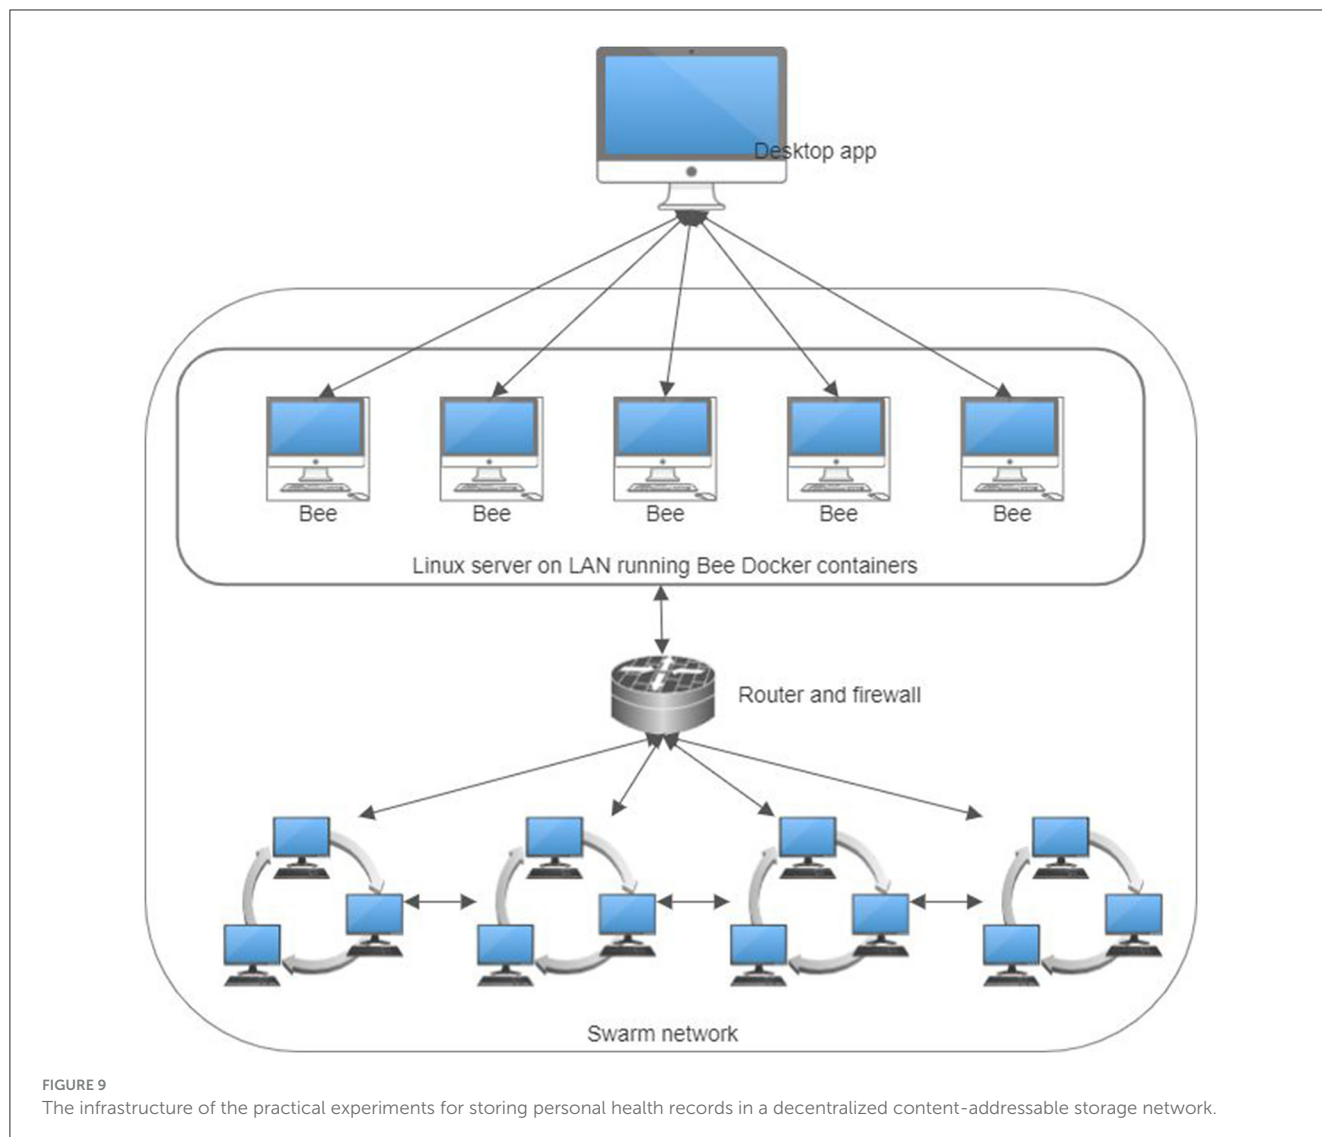 Desktop app
Bee
Bee
Bee
Bee
Bee
Linux server on LAN running Bee Docker containers
Router and firewall
Swarm network
FIGURE 9
The infrastructure of the practical experiments for storing personal health records in a decentralized content-addressable storage network.